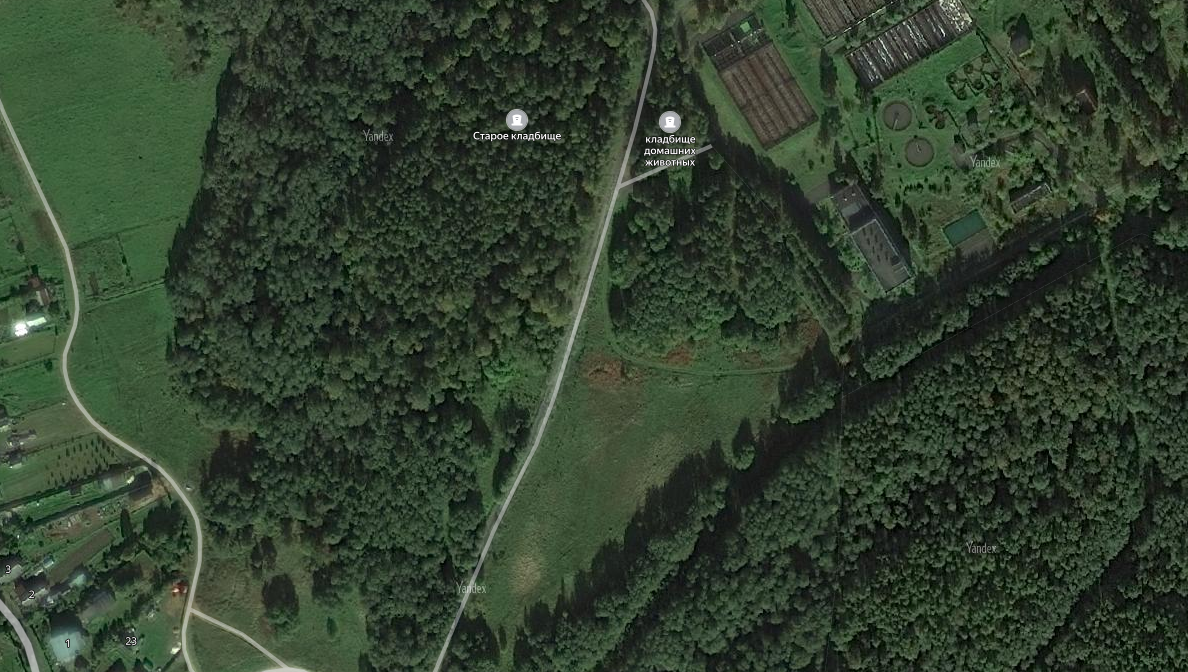 Yandex
Старое кладбище
кладбище
домашних
животных
Yandex
Yandex
3
2
Yandex
1
23